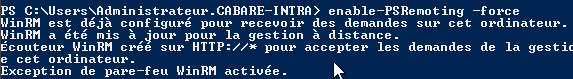 PS C:\Users\Administrateur.CABARE-INTRA> enable-PSRemoting -force
WinRM est déjà configuré pour recevoir des demandes sur cet ordinateur.
WinRM a été mis à jour pour la gestion à distance.
Écouteur WinRM créé sur HTTP://* pour accepter les demandes de la gestio
e cet ordinateur.
Exception de pare-feu WinRM activée.